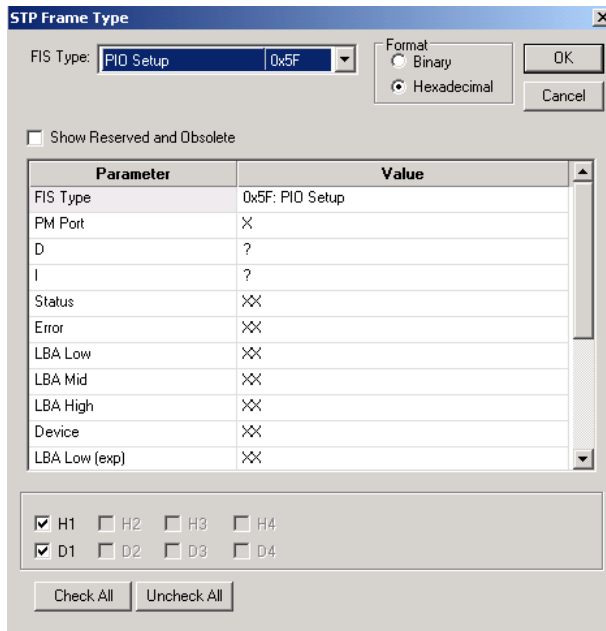 STP Frame Type
FIS Type: PIO Setup 0x5F
Format
Binary
Hexadecimal
OK
Cancel
Show Reserved and Obsolete
Parameter Value
FIS Type 0x5F: PIO Setup
PM Port X
D ?
I ?
Status XX
Error XX
LBA Low XX
LBA Mid XX
LBA High XX
Device XX
LBA Low (exp) XX
H1 H2 H3 H4
D1 D2 D3 D4
Check All Uncheck All